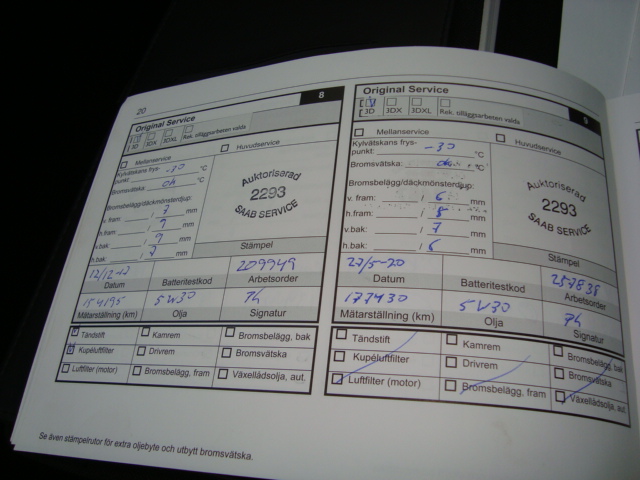 20
Original Service 8
3D 3DX 3DXL Rek. tilläggsarbeten valds
Mellanservice Huvudservice
Kylvätskans frys-
punkt: -30 °C
Bromsvätska: ok °C
Bromsbelägg/däckmönsterdjup:
v. fram: / 7 mm
h.fram: / 7 mm
v.bak: / 7 mm
h.bak: / 7 mm
Auktoriserad
2293
SAAB SERVICE
Stämpel
12/12-12 209949
Datum Batteritestkod Arbetsorder
154195 5W30
Mätarställning (km) Olja Signatur
Tändstift Kamrem Bromsbelägg, bak
Kupéluftfilter Drivrem Bromsvätska
Luftfilter (motor) Bromsbelägg, fram Växellådsolja, aut.
Original Service 9
3D 3DX 3DXL Rek. tilläggsarbeten valds
Mellanservice Huvudservice
Kylvätskans frys-
punkt: -30 °C
Bromsvätska: ok °C
Bromsbelägg/däckmönsterdjup:
v. fram: / 6 mm
h.fram: / 8 mm
v.bak: / 7 mm
h.bak: / 6 mm
Auktoriserad
2293
SAAB SERVICE
Stämpel
27/5-20 257838
Datum Batteritestkod Arbetsorder
177430 5V30
Mätarställning (km) Olja Signatur
Tändstift Kamrem Bromsbelägg, bak
Kupéluftfilter Drivrem Bromsvätska
Luftfilter (motor) Bromsbelägg, fram Växellådsolja, aut.
Se även stämpelrutor för extra oljebyte och utbytt bromsvätska.